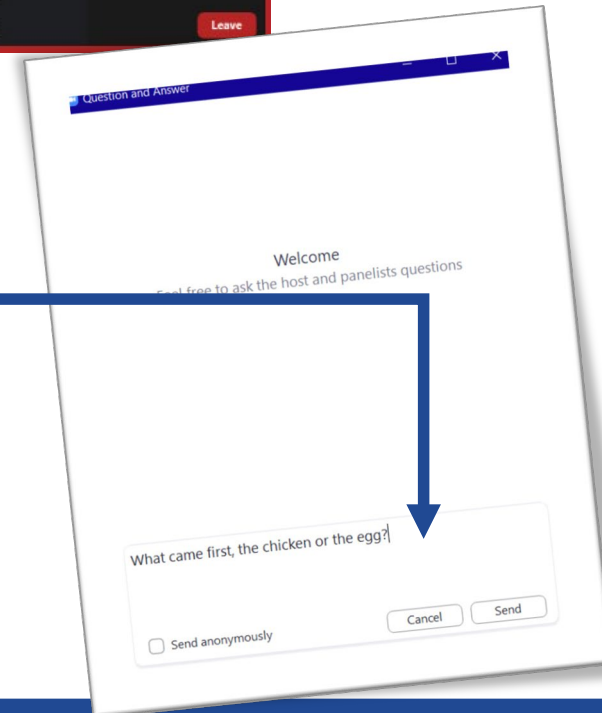 Leave
Question and Answer
Welcome
Feel free to ask the host and panelists questions
What came first, the chicken or the egg?
Send anonymously
Cancel
Send